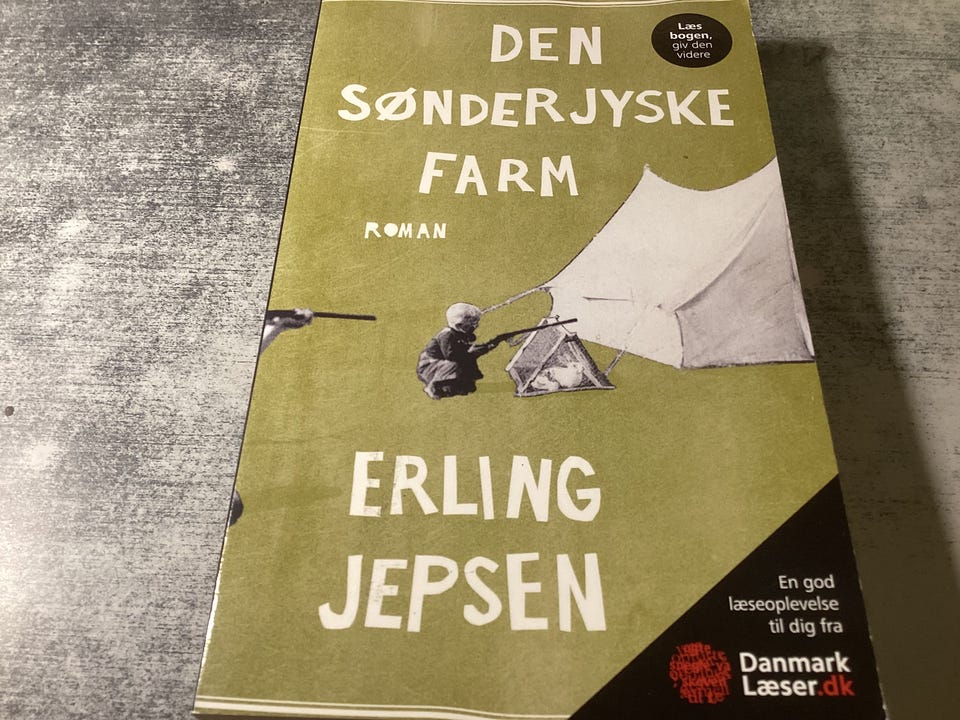 DEN
SØNDERJYSKE
FARM
ROMAN
Læs
bogen,
giv den
videre
ERLING
JEPSEN
En god
læseoplevelse
til dig fra
Danmark
Læser.dk